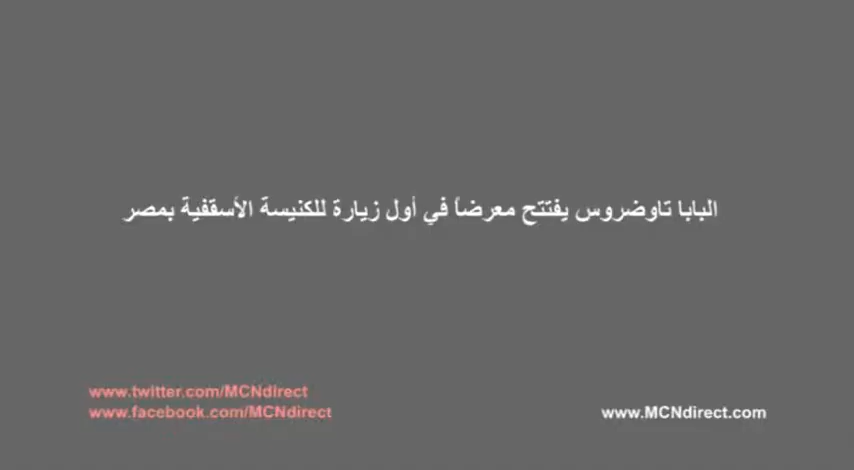 البابا تاوضروس يفتتح معرضاً في أول زيارة للكنيسة الأسقفية بمصر
www.twitter.com/MCNdirect
www.facebook.com/MCNdirect
www.MCNdirect.com